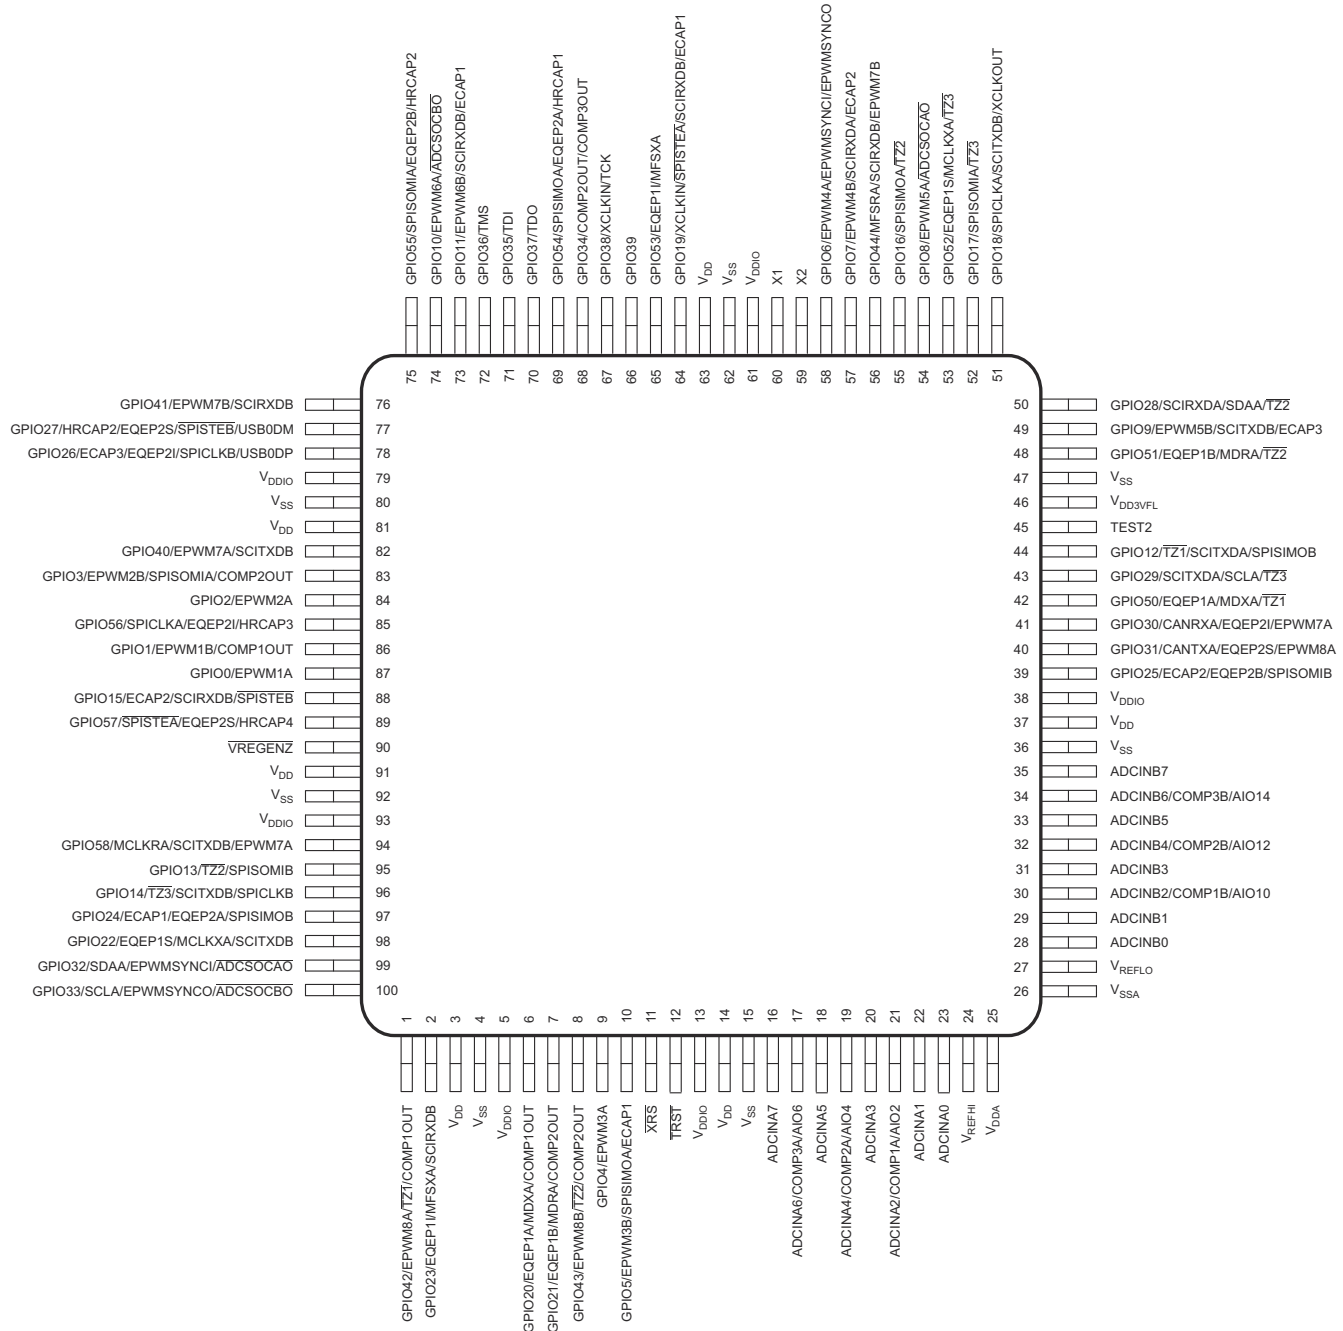 GPIO55/SPISOMIA/EQEP2B/HRCAP2
GPIO10/EPWM6A/ADCSOCBO
GPIO11/EPWM6B/SCIRXDB/ECAP1
GPIO36/TMS
GPIO35/TDI
GPIO37/TDO
GPIO54/SPISIMOA/EQEP2A/HRCAP1
GPIO34/COMP2OUT/COMP3OUT
GPIO38/XCLKIN/TCK
GPIO39
GPIO53/EQEP1I/MFSXA
GPIO19/XCLKIN/SPISTEA/SCIRXDB/ECAP1
VDD
VSS
VDDIO
X1
X2
GPIO6/EPWM4A/EPWMSYNCI/EPWMSYNCO
GPIO7/EPWM4B/SCIRXDA/ECAP2
GPIO44/MFSRA/SCIRXDB/EPWM7B
GPIO16/SPISIMOA/TZ2
GPIO8/EPWM5A/ADCSOCAO
GPIO52/EQEP1S/MCLKXA/TZ3
GPIO17/SPISOMIA/TZ3
GPIO18/SPICLKA/SCITXDB/XCLKOUT
75
74
73
72
71
70
69
68
67
66
65
64
63
62
61
60
59
58
57
56
55
54
53
52
51
GPIO41/EPWM7B/SCIRXDB 76
GPIO27/HRCAP2/EQEP2S/SPISTEB/USB0DM 77
GPIO26/ECAP3/EQEP2I/SPICLKB/USB0DP 78
VDDIO 79
VSS 80
VDD 81
GPIO40/EPWM7A/SCITXDB 82
GPIO3/EPWM2B/SPISOMIA/COMP2OUT 83
GPIO2/EPWM2A 84
GPIO56/SPICLKA/EQEP2I/HRCAP3 85
GPIO1/EPWM1B/COMP1OUT 86
GPIO0/EPWM1A 87
GPIO15/ECAP2/SCIRXDB/SPISTEB 88
GPIO57/SPISTEA/EQEP2S/HRCAP4 89
VREGENZ 90
VDD 91
VSS 92
VDDIO 93
GPIO58/MCLKRA/SCITXDB/EPWM7A 94
GPIO13/TZ2/SPISOMIB 95
GPIO14/TZ3/SCITXDB/SPICLKB 96
GPIO24/ECAP1/EQEP2A/SPISIMOB 97
GPIO22/EQEP1S/MCLKXA/SCITXDB 98
GPIO32/SDAA/EPWMSYNCI/ADCSOCAO 99
GPIO33/SCLA/EPWMSYNCO/ADCSOCBO 100
50 GPIO28/SCIRXDA/SDAA/TZ2
49 GPIO9/EPWM5B/SCITXDB/ECAP3
48 GPIO51/EQEP1B/MDRA/TZ2
47 VSS
46 VDD3VFL
45 TEST2
44 GPIO12/TZ1/SCITXDA/SPISIMOB
43 GPIO29/SCITXDA/SCLA/TZ3
42 GPIO50/EQEP1A/MDXA/TZ1
41 GPIO30/CANRXA/EQEP2I/EPWM7A
40 GPIO31/CANTXA/EQEP2S/EPWM8A
39 GPIO25/ECAP2/EQEP2B/SPISOMIB
38 VDDIO
37 VDD
36 VSS
35 ADCINB7
34 ADCINB6/COMP3B/AIO14
33 ADCINB5
32 ADCINB4/COMP2B/AIO12
31 ADCINB3
30 ADCINB2/COMP1B/AIO10
29 ADCINB1
28 ADCINB0
27 VREFLO
26 VSSA
1
2
3
4
5
6
7
8
9
10
11
12
13
14
15
16
17
18
19
20
21
22
23
24
25
GPIO42/EPWM8A/TZ1/COMP1OUT
GPIO23/EQEP1I/MFSXA/SCIRXDB
VDD
VSS
VDDIO
GPIO20/EQEP1A/MDXA/COMP1OUT
GPIO21/EQEP1B/MDRA/COMP2OUT
GPIO43/EPWM8B/TZ2/COMP2OUT
GPIO4/EPWM3A
GPIO5/EPWM3B/SPISIMOA/ECAP1
XRS
TRST
VDDIO
VDD
VSS
ADCINA7
ADCINA6/COMP3A/AIO6
ADCINA5
ADCINA4/COMP2A/AIO4
ADCINA3
ADCINA2/COMP1A/AIO2
ADCINA1
ADCINA0
VREFHI
VDDA